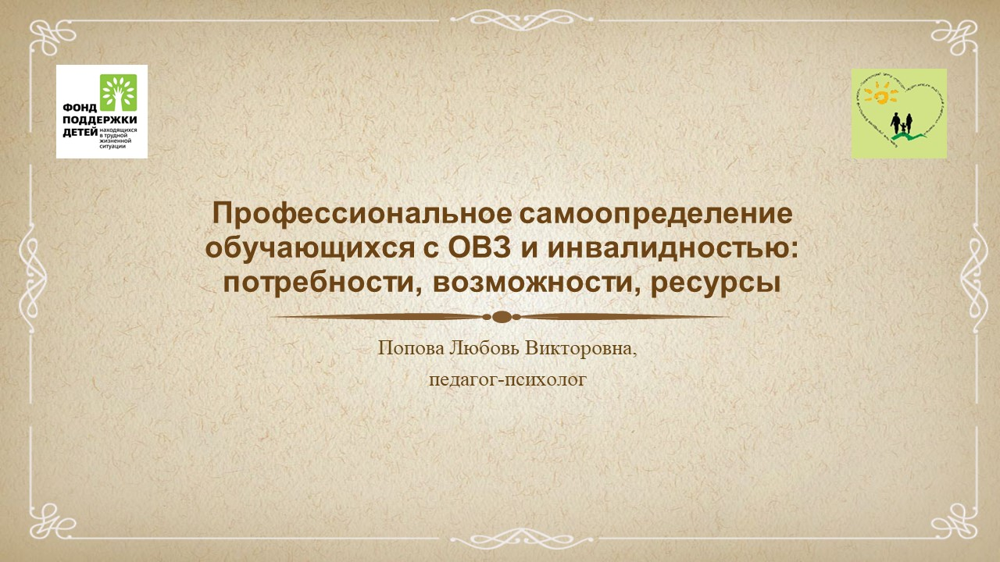 ФОНД
ПОДДЕРЖКИ
ДЕТЕЙ
находящихся
в трудной
жизненной
ситуации
Профессиональное самоопределение
обучающихся с ОВЗ и инвалидностью:
потребности, возможности, ресурсы
Попова Любовь Викторовна,
педагог-психолог